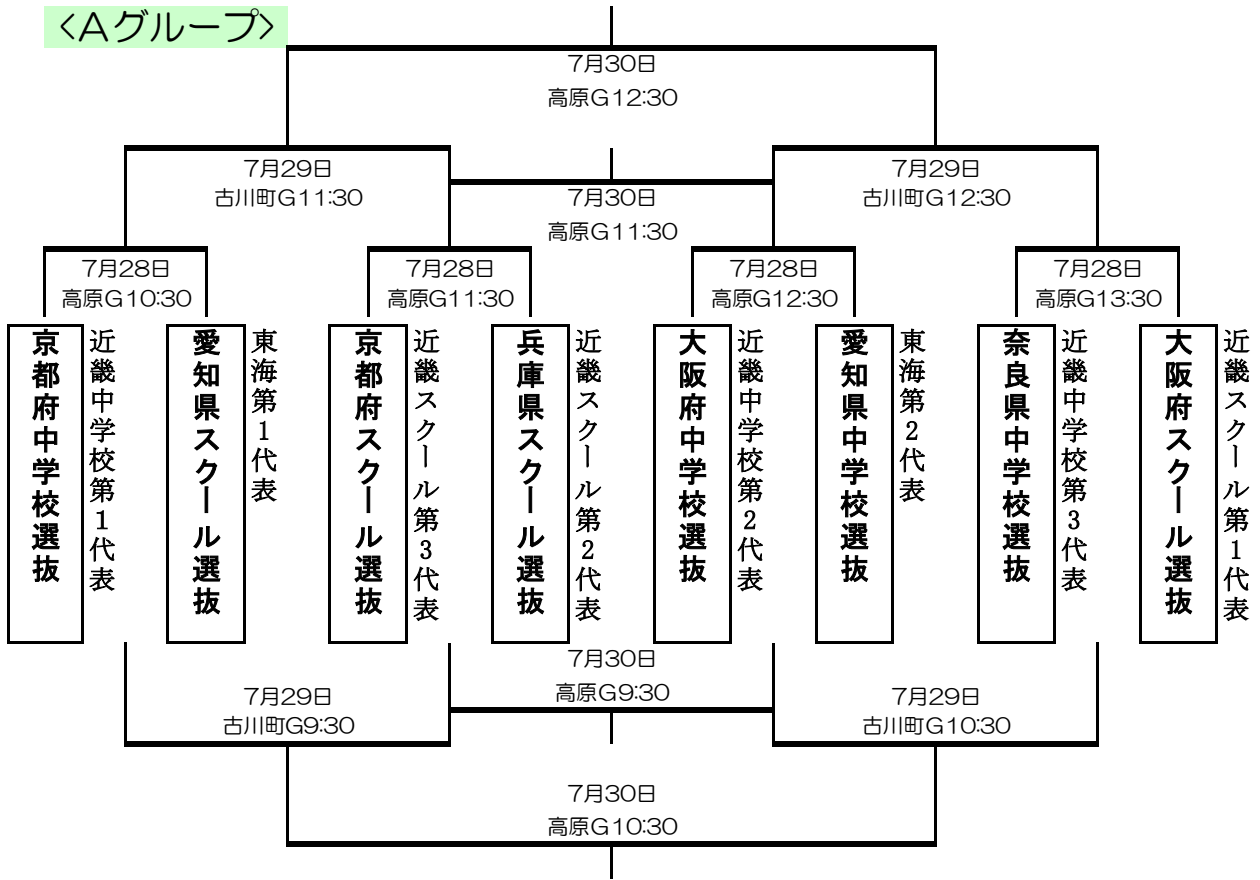 <Aグループ>
7月30日
高原G12:30
7月29日
古川町G11:30
7月30日
高原G11:30
7月29日
古川町G12:30
7月28日
高原G10:30
7月28日
高原G11:30
7月28日
高原G12:30
7月28日
高原G13:30
京都府中学校選抜
近畿中学校第1代表
愛知県スクール選抜
東海第1代表
京都府スクール選抜
近畿スクール第3代表
兵庫県スクール選抜
近畿スクール第2代表
大阪府中学校選抜
近畿中学校第2代表
愛知県中学校選抜
東海第2代表
奈良県中学校選抜
近畿中学校第3代表
大阪府スクール選抜
近畿スクール第1代表
7月30日
高原G9:30
7月29日
古川町G9:30
7月29日
古川町G10:30
7月30日
高原G10:30